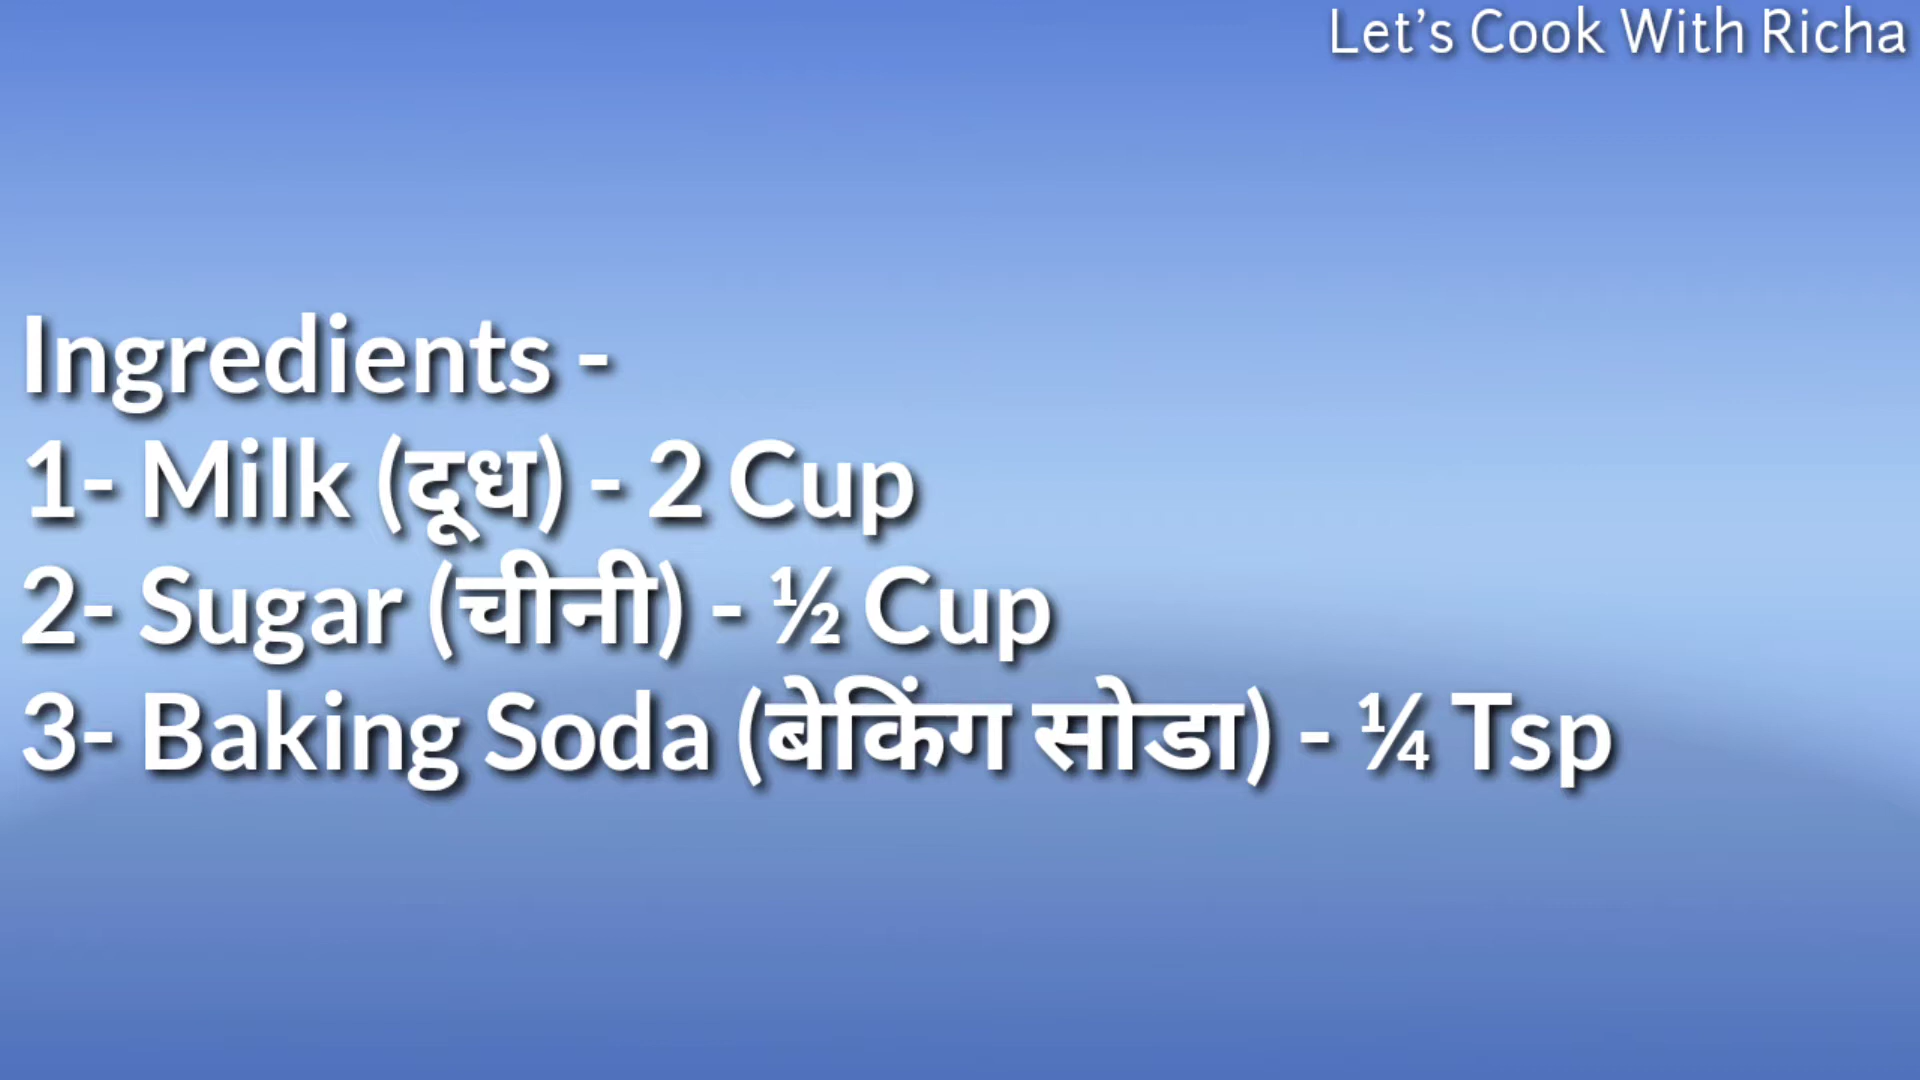 Let’s Cook With Richa
Ingredients -
1- Milk (दूध) - 2 Cup
2- Sugar (चीनी) - ½ Cup
3- Baking Soda (बेकिंग सोडा) - ¼ Tsp